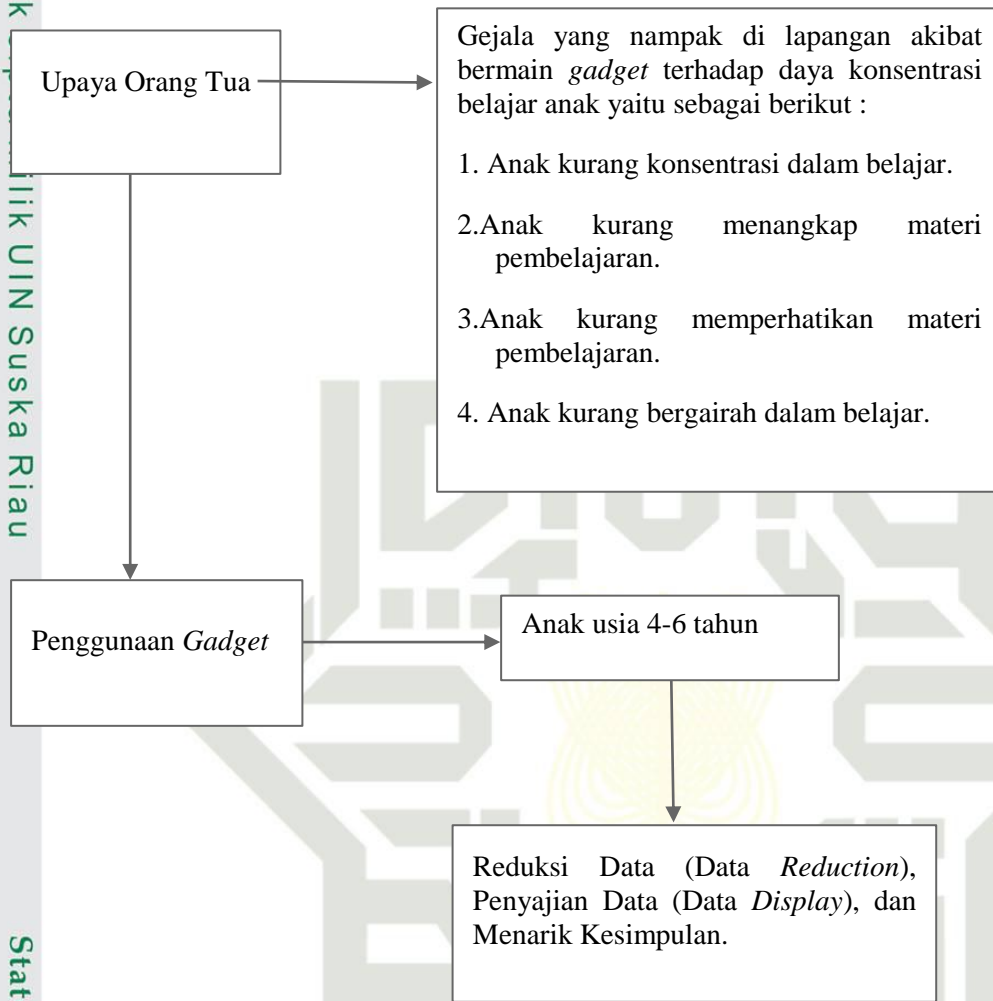 Upaya Orang Tua
Gejala yang nampak di lapangan akibat
bermain gadget terhadap daya konsentrasi
belajar anak yaitu sebagai berikut :
1. Anak kurang konsentrasi dalam belajar.
2.Anak kurang menangkap materi
pembelajaran.
3.Anak kurang memperhatikan materi
pembelajaran.
4. Anak kurang bergairah dalam belajar.
Penggunaan Gadget
Anak usia 4-6 tahun
Reduksi Data (Data Reduction),
Penyajian Data (Data Display), dan
Menarik Kesimpulan.
UIN Suska Riau
Stat